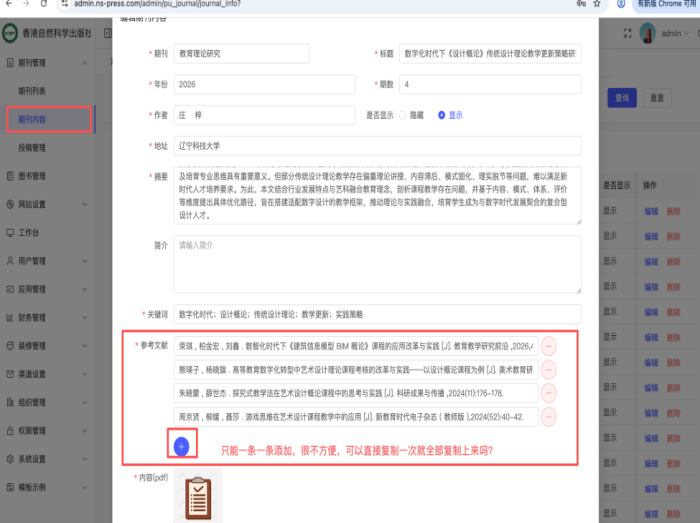 admin.ns-press.com/admin/pu_journal/journal_info?
有新版 Chrome 可用
香港自然科学出版社
编辑期刊内容
admin
期刊管理
期刊列表
期刊内容
投稿管理
图书管理
网站设置
工作台
用户管理
应用管理
财务管理
装修管理
渠道设置
组织管理
权限管理
系统设置
模板示例
* 期刊
教育理论研究
* 标题
数字化时代下《设计概论》传统设计理论教学更新策略研
* 年份
2026
* 期数
4
* 作者
庄 梓
是否显示
隐藏
显示
* 地址
辽宁科技大学
* 摘要
及培育专业思维具有重要意义。但部分传统设计理论教学存在偏重理论讲授、内容滞后、模式固化、理实脱节等问题，难以满足新
时代人才培养要求。为此，本文结合行业发展特点与艺科融合教育理念，剖析课程教学存在问题，并基于内容、模式、体系、评价
等维度提出具体优化路径，旨在搭建适配数字设计的教学框架，推动理论与实践融合，培育学生成为与数字时代发展契合的复合型
设计人才。
简介
请输入简介
* 关键词
数字化时代；设计概论；传统设计理论；教学更新；实践策略
* 参考文献
荣琪 , 柏金宏 , 刘鑫 . 数智化时代下《建筑信息模型 BIM 概论》课程的应用改革与实践 [J]. 教育教学研究前沿 ,2026,4
熊瑛子 , 杨晓旗 . 高等教育数字化转型中艺术设计理论课程考核的改革与实践——以设计概论课程为例 [J]. 美术教育研
朱晓蒙 , 薛世杰 . 探究式教学法在艺术设计概论课程中的思考与实践 [J]. 科研成果与传播 ,2024(11):176-178.
周京贤 , 柳媛 , 聂莎 . 游戏思维在艺术设计课程教学中的应用 [J]. 新教育时代电子杂志（教师版）,2024(52):40-42.
只能一条一条添加，很不方便，可以直接复制一次就全部复制上来吗？
* 内容(pdf)
查询
重置
是否显示
操作
显示
编辑 删除
显示
编辑 删除
显示
编辑 删除
显示
编辑 删除
显示
编辑 删除
显示
编辑 删除
显示
编辑 删除
显示
编辑 删除
显示
编辑 删除
显示
编辑 删除
显示
编辑 删除
显示
编辑 删除